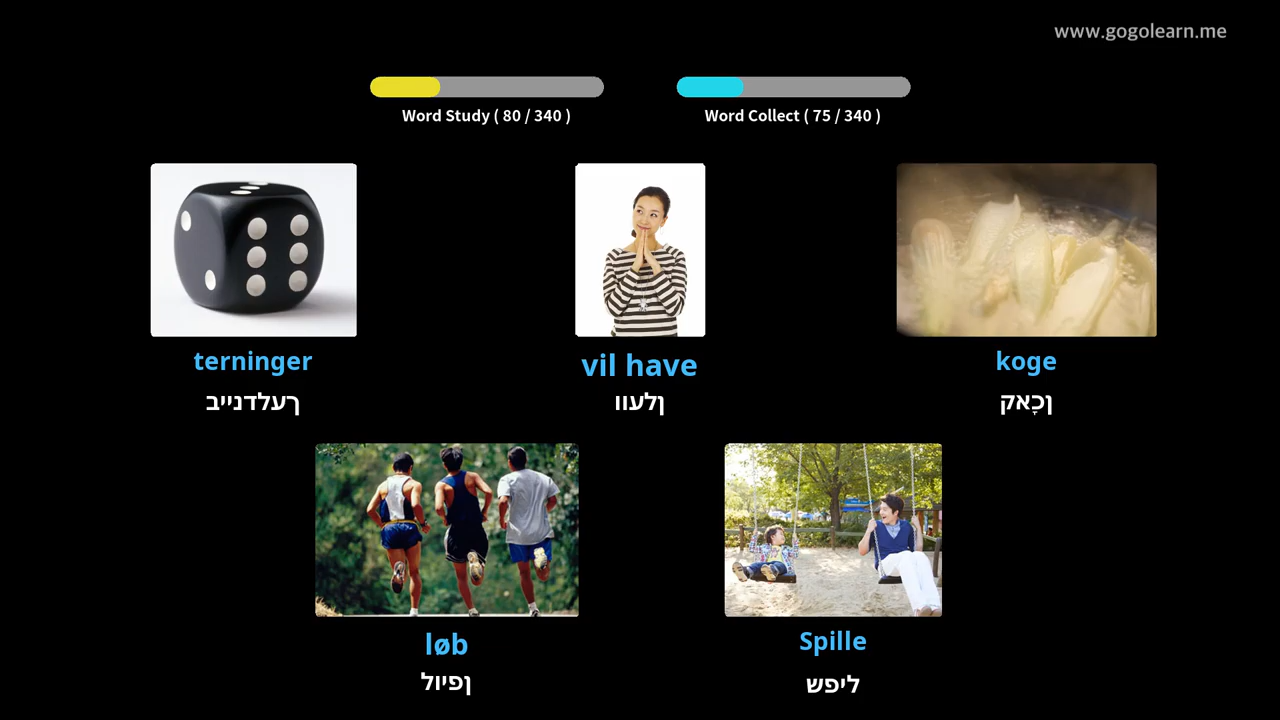 www.gogolearn.me
Word Study ( 80 / 340 )
Word Collect ( 75 / 340 )
terninger
ךעלדנייב
vil have
ןלעוו
koge
ןכָאק
løb
ןפיול
Spille
ליפש